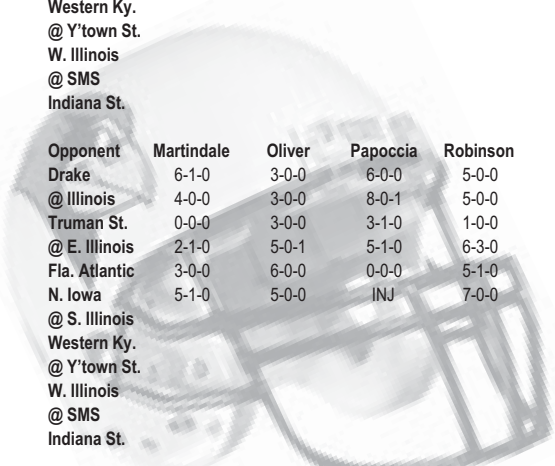 Western Ky.
@ Y'town St.
W. Illinois
@ SMS
Indiana St.
Opponent Martindale Oliver Papoccia Robinson
Drake 6-1-0 3-0-0 6-0-0 5-0-0
@ Illinois 4-0-0 3-0-0 8-0-1 5-0-0
Truman St. 0-0-0 3-0-0 3-1-0 1-0-0
@ E. Illinois 2-1-0 5-0-1 5-1-0 6-3-0
Fla. Atlantic 3-0-0 6-0-0 0-0-0 5-1-0
N. Iowa 5-1-0 5-0-0 INJ 7-0-0
@ S. Illinois
Western Ky.
@ Y'town St.
W. Illinois
@ SMS
Indiana St.